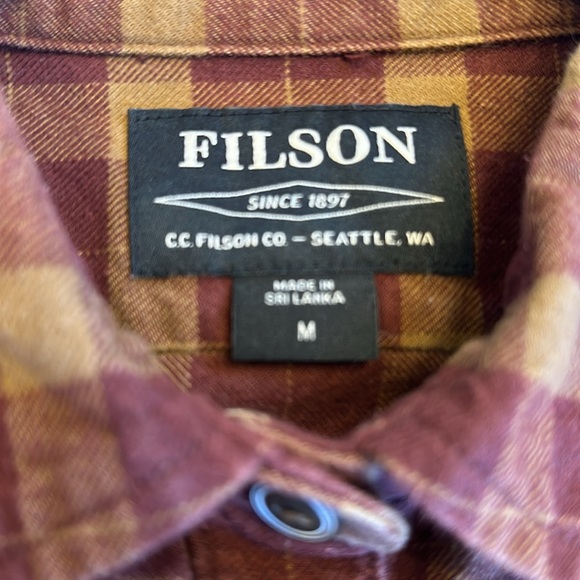 FILSON
SINCE 1897
C.C. FILSON CO. – SEATTLE, WA
MADE IN
SRI LANKA
M